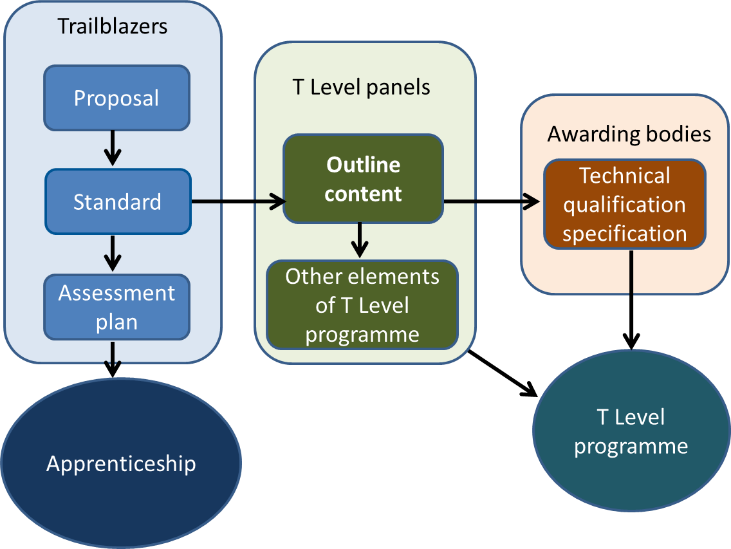 Trailblazers
Proposal
Standard
Assessment
plan
Apprenticeship
T Level panels
Outline
content
Other elements
of T Level
programme
Awarding bodies
Technical
qualification
specification
T Level
programme